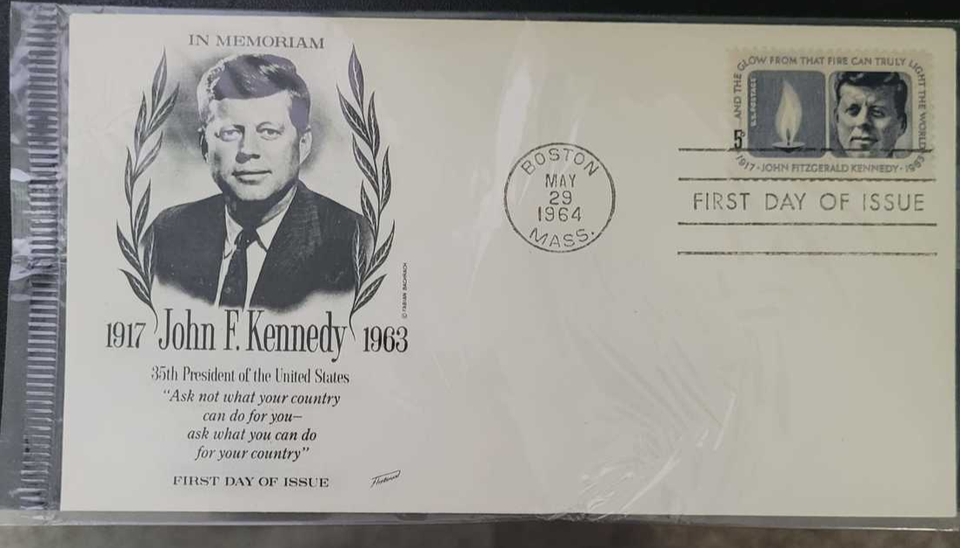 IN MEMORIAM
© FABIAN BACHRACH
1917 John F. Kennedy 1963
35th President of the United States
"Ask not what your country
can do for you—
ask what you can do
for your country"
FIRST DAY OF ISSUE
BOSTON
MAY
29
1964
MASS.
AND THE GLOW FROM THAT FIRE CAN TRULY LIGHT THE WORLD
U.S. POSTAGE
5¢
1917 - JOHN FITZGERALD KENNEDY - 1963
FIRST DAY OF ISSUE